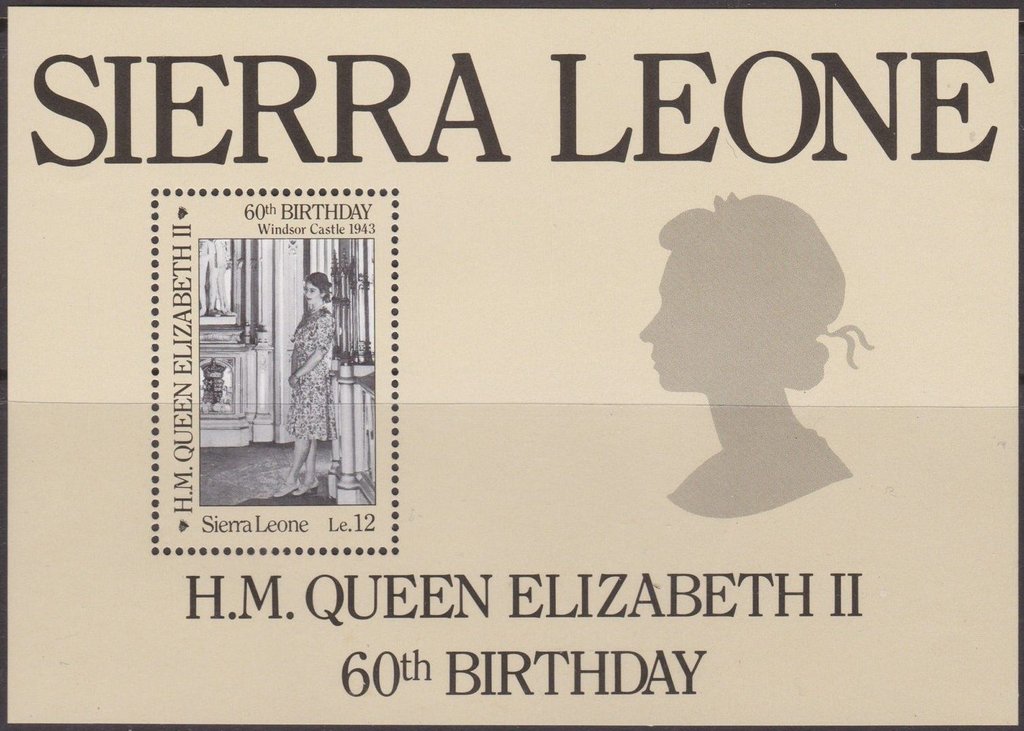 SIERRA LEONE
60th BIRTHDAY
Windsor Castle 1943
H.M. QUEEN ELIZABETH II
Sierra Leone Le.12
H.M. QUEEN ELIZABETH II
60th BIRTHDAY